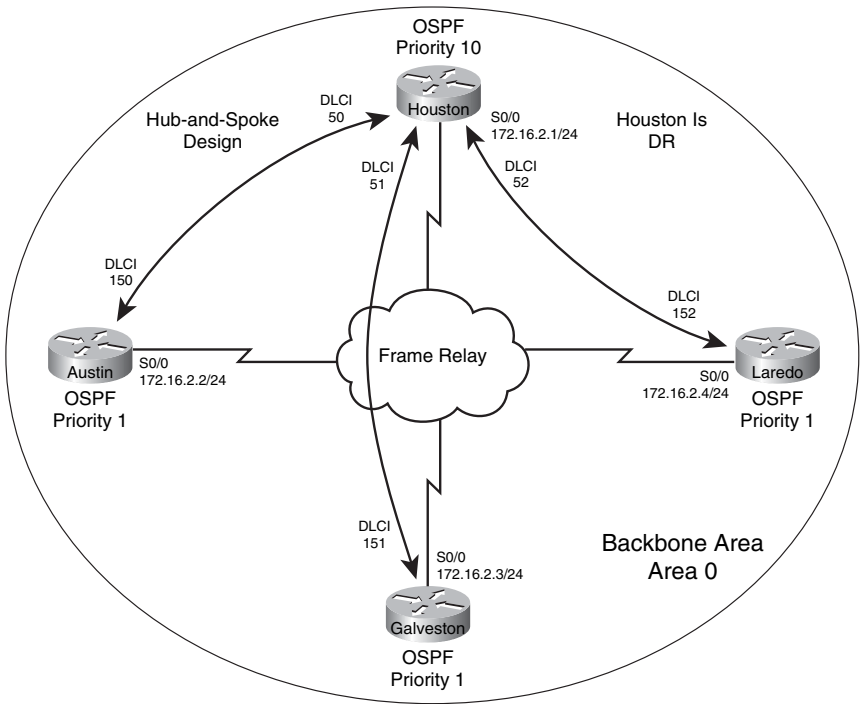 OSPF
Priority 10
Houston
S0/0
172.16.2.1/24
Hub-and-Spoke
Design
DLCI
50
Houston Is
DR
DLCI
51
DLCI
52
DLCI
150
DLCI
152
Austin
S0/0
172.16.2.2/24
OSPF
Priority 1
Frame Relay
Laredo
S0/0
172.16.2.4/24
OSPF
Priority 1
DLCI
151
S0/0
172.16.2.3/24
Galveston
OSPF
Priority 1
Backbone Area
Area 0